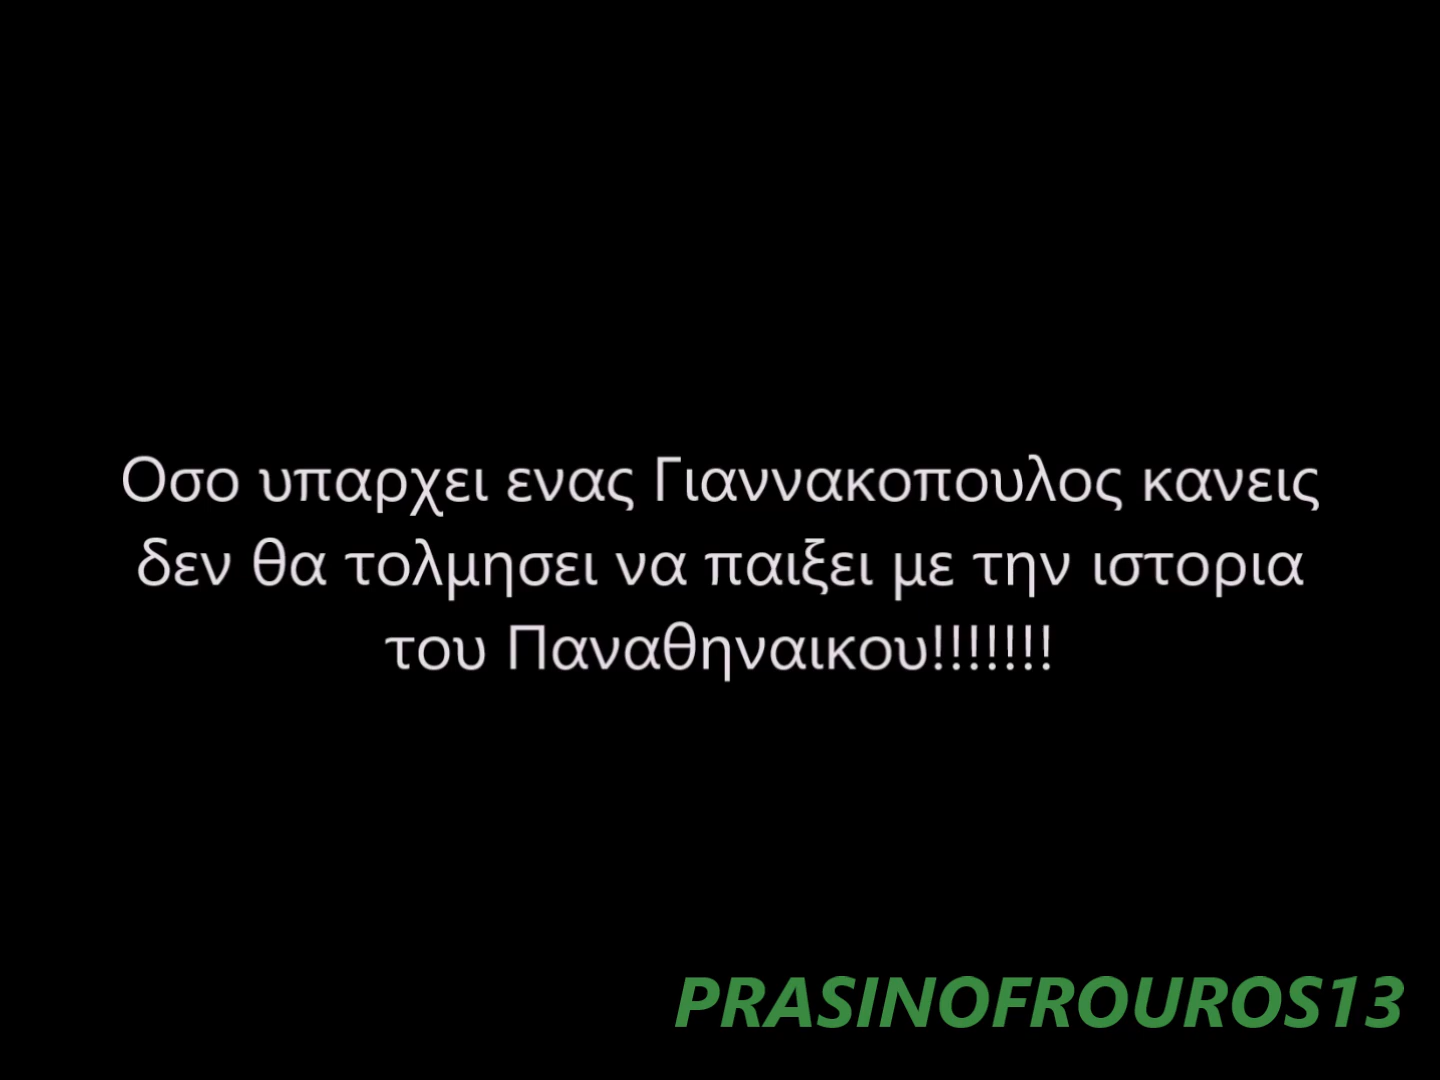 Οσο υπαρχει ενας Γιαννακοπουλος κανεις
δεν θα τολμησει να παιξει με την ιστορια
του Παναθηναικου!!!!!!!
PRASINOFROUROS13